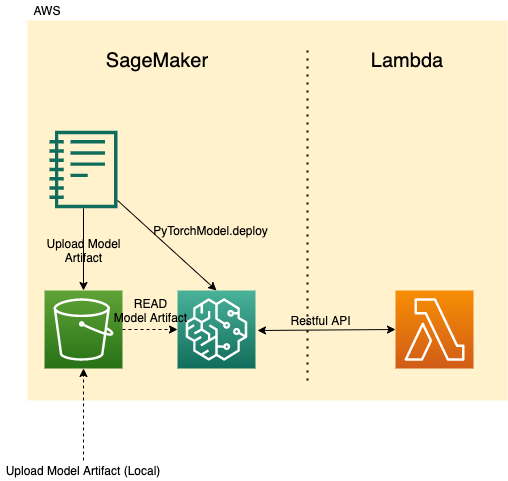 AWS
SageMaker
Lambda
PyTorchModel.deploy
Upload Model
Artifact
READ
Model Artifact
Restful API
Upload Model Artifact (Local)